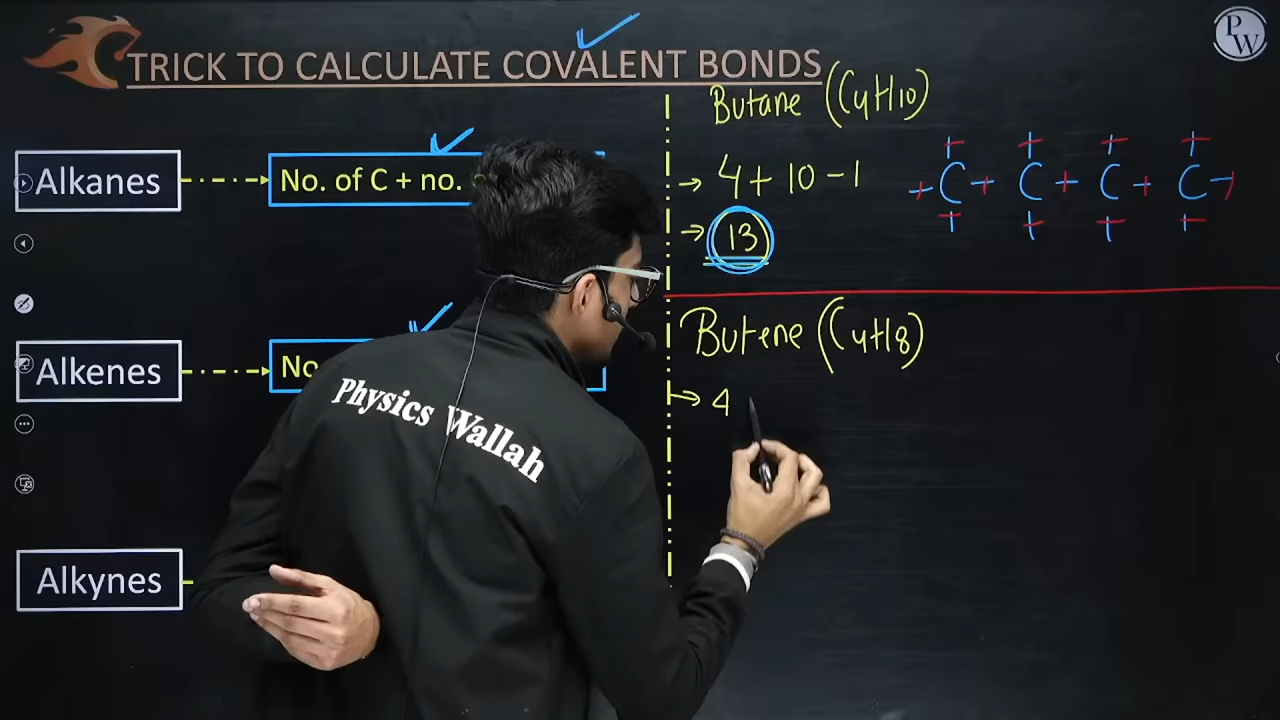 PW
TRICK TO CALCULATE COVALENT BONDS
Butane (C4H10)
Alkanes
No. of C + no.
→ 4 + 10 - 1
→ 13
C C C C
Butene (C4H8)
Alkenes
No
→ 4
Physics Wallah
Alkynes